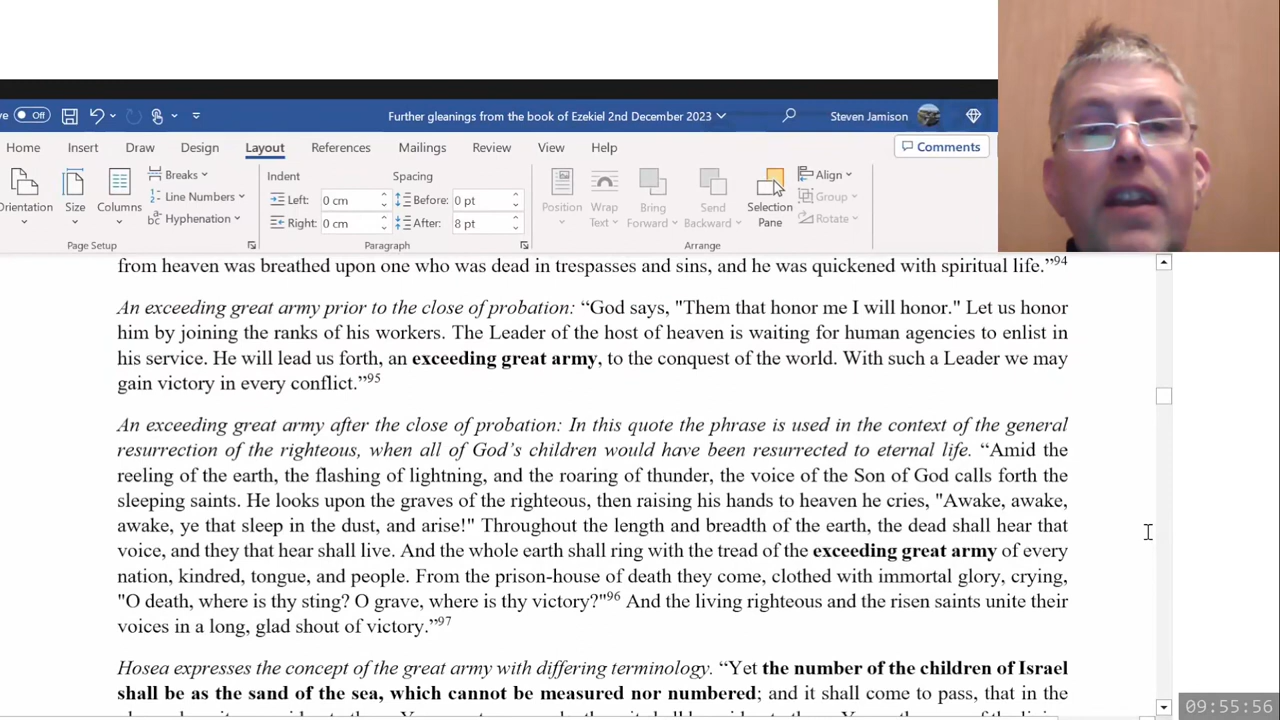 Off
Further gleanings from the book of Ezekiel 2nd December 2023
Steven Jamison
Home Insert Draw Design Layout References Mailings Review View Help
Comments
Indent Spacing
Breaks
Line Numbers
Hyphenation
Left: 0 cm Before: 0 pt
Right: 0 cm After: 8 pt
Size Columns
Position Wrap Text Bring Forward Send Backward Selection Pane
Align
Group
Rotate
Page Setup Paragraph Arrange
from heaven was breathed upon one who was dead in trespasses and sins, and he was quickened with spiritual life.”94
An exceeding great army prior to the close of probation: “God says, "Them that honor me I will honor." Let us honor
him by joining the ranks of his workers. The Leader of the host of heaven is waiting for human agencies to enlist in
his service. He will lead us forth, an exceeding great army, to the conquest of the world. With such a Leader we may
gain victory in every conflict.”95
An exceeding great army after the close of probation: In this quote the phrase is used in the context of the general
resurrection of the righteous, when all of God’s children would have been resurrected to eternal life. “Amid the
reeling of the earth, the flashing of lightning, and the roaring of thunder, the voice of the Son of God calls forth the
sleeping saints. He looks upon the graves of the righteous, then raising his hands to heaven he cries, "Awake, awake,
awake, ye that sleep in the dust, and arise!" Throughout the length and breadth of the earth, the dead shall hear that
voice, and they that hear shall live. And the whole earth shall ring with the tread of the exceeding great army of every
nation, kindred, tongue, and people. From the prison-house of death they come, clothed with immortal glory, crying,
"O death, where is thy sting? O grave, where is thy victory?"96 And the living righteous and the risen saints unite their
voices in a long, glad shout of victory.”97
Hosea expresses the concept of the great army with differing terminology. “Yet the number of the children of Israel
shall be as the sand of the sea, which cannot be measured nor numbered; and it shall come to pass, that in the
09:55:56